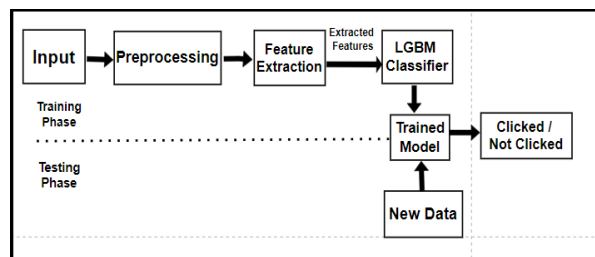 Input
Preprocessing
Feature
Extraction
Extracted
Features
LGBM
Classifier
Training
Phase
Trained
Model
Clicked /
Not Clicked
Testing
Phase
New Data